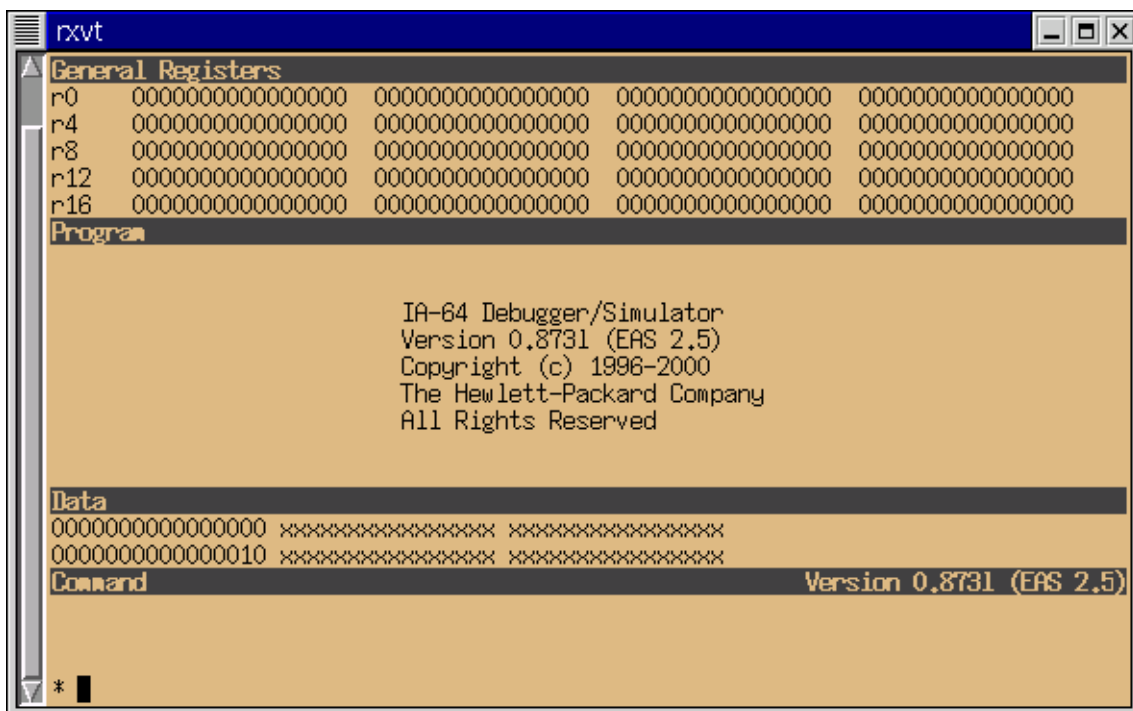 rxvt
General Registers
r0 0000000000000000 0000000000000000 0000000000000000 0000000000000000
r4 0000000000000000 0000000000000000 0000000000000000 0000000000000000
r8 0000000000000000 0000000000000000 0000000000000000 0000000000000000
r12 0000000000000000 0000000000000000 0000000000000000 0000000000000000
r16 0000000000000000 0000000000000000 0000000000000000 0000000000000000
Program
IA-64 Debugger/Simulator
Version 0.873l (EAS 2.5)
Copyright (c) 1996-2000
The Hewlett-Packard Company
All Rights Reserved
Data
0000000000000000 xxxxxxxxxxxxxxxx xxxxxxxxxxxxxxxx
0000000000000010 xxxxxxxxxxxxxxxx xxxxxxxxxxxxxxxx
Command Version 0.873l (EAS 2.5)
*